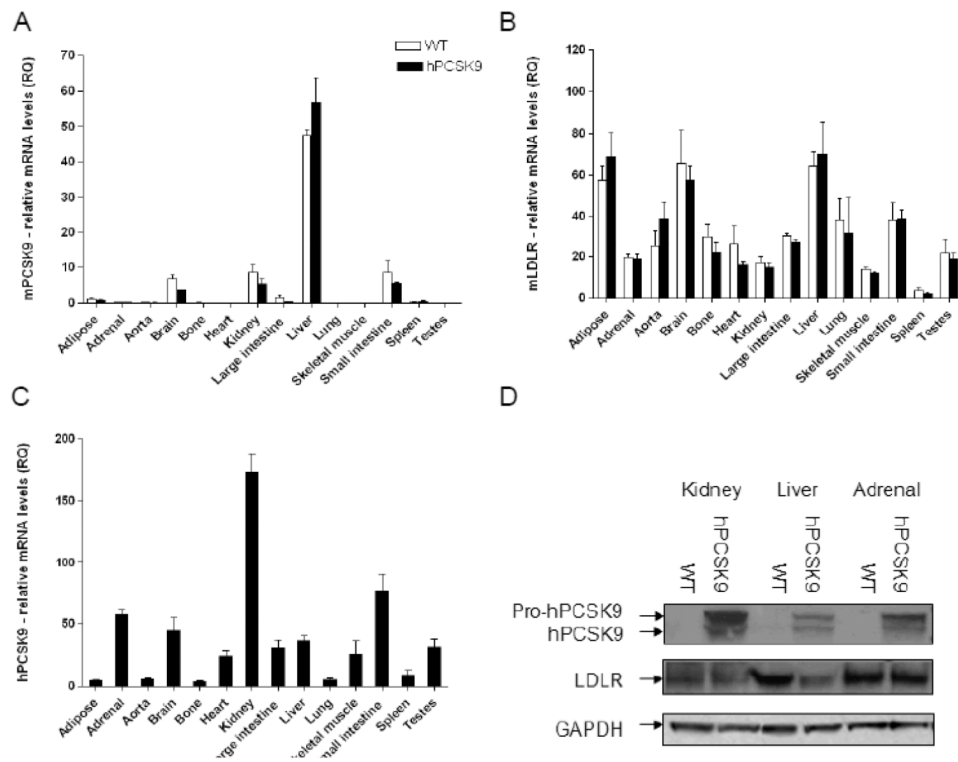 A
WT
hPCSK9
mPCSK9 - relative mRNA levels (RQ)
70
60
50
40
30
20
10
0
Adipose
Adrenal
Aorta
Brain
Bone
Heart
Kidney
Large intestine
Liver
Lung
Skeletal muscle
Small intestine
Spleen
Testes
B
mLDLR - relative mRNA levels (RQ)
120
100
80
60
40
20
0
Adipose
Adrenal
Aorta
Brain
Bone
Heart
Kidney
Large intestine
Liver
Lung
Skeletal muscle
Small intestine
Spleen
Testes
C
hPCSK9 - relative mRNA levels (RQ)
200
150
100
50
0
Adipose
Adrenal
Aorta
Brain
Bone
Heart
Kidney
arge intestine
Liver
Lung
keletal muscle
mall intestine
Spleen
Testes
D
Kidney Liver Adrenal
WT hPCSK9 WT hPCSK9 WT hPCSK9
Pro-hPCSK9
hPCSK9
LDLR
GAPDH